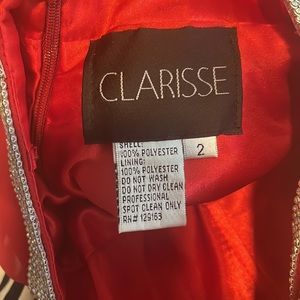 CLARISSE
SHELL:
100% POLYESTER
LINING:
100% POLYESTER
DO NOT WASH
DO NOT DRY CLEAN
PROFESSIONAL
SPOT CLEAN ONLY
RN# 129163
2